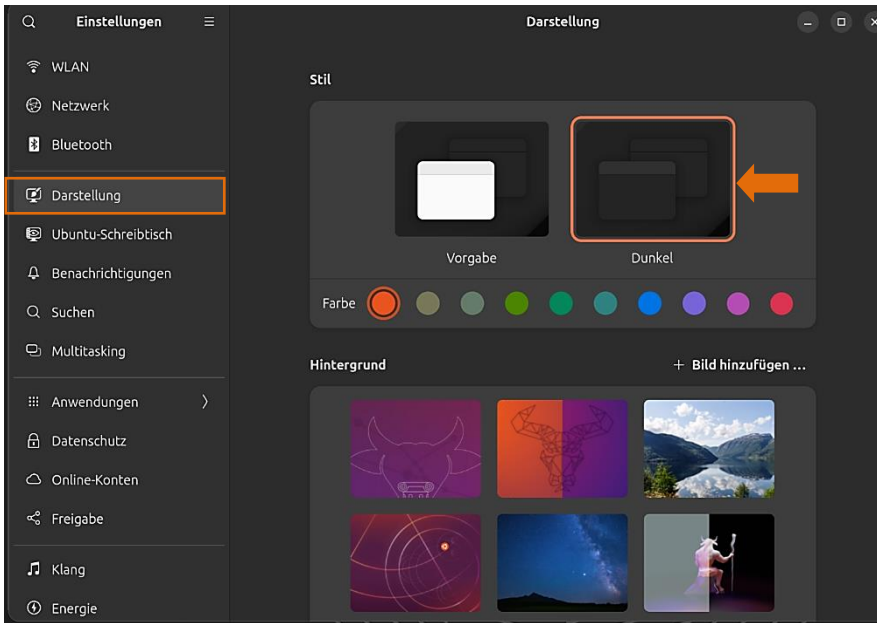 Einstellungen
Darstellung
WLAN
Netzwerk
Bluetooth
Darstellung
Ubuntu-Schreibtisch
Benachrichtigungen
Suchen
Multitasking
Anwendungen
Datenschutz
Online-Konten
Freigabe
Klang
Energie
Stil
Vorgabe
Dunkel
Farbe
Hintergrund
+ Bild hinzufügen ...